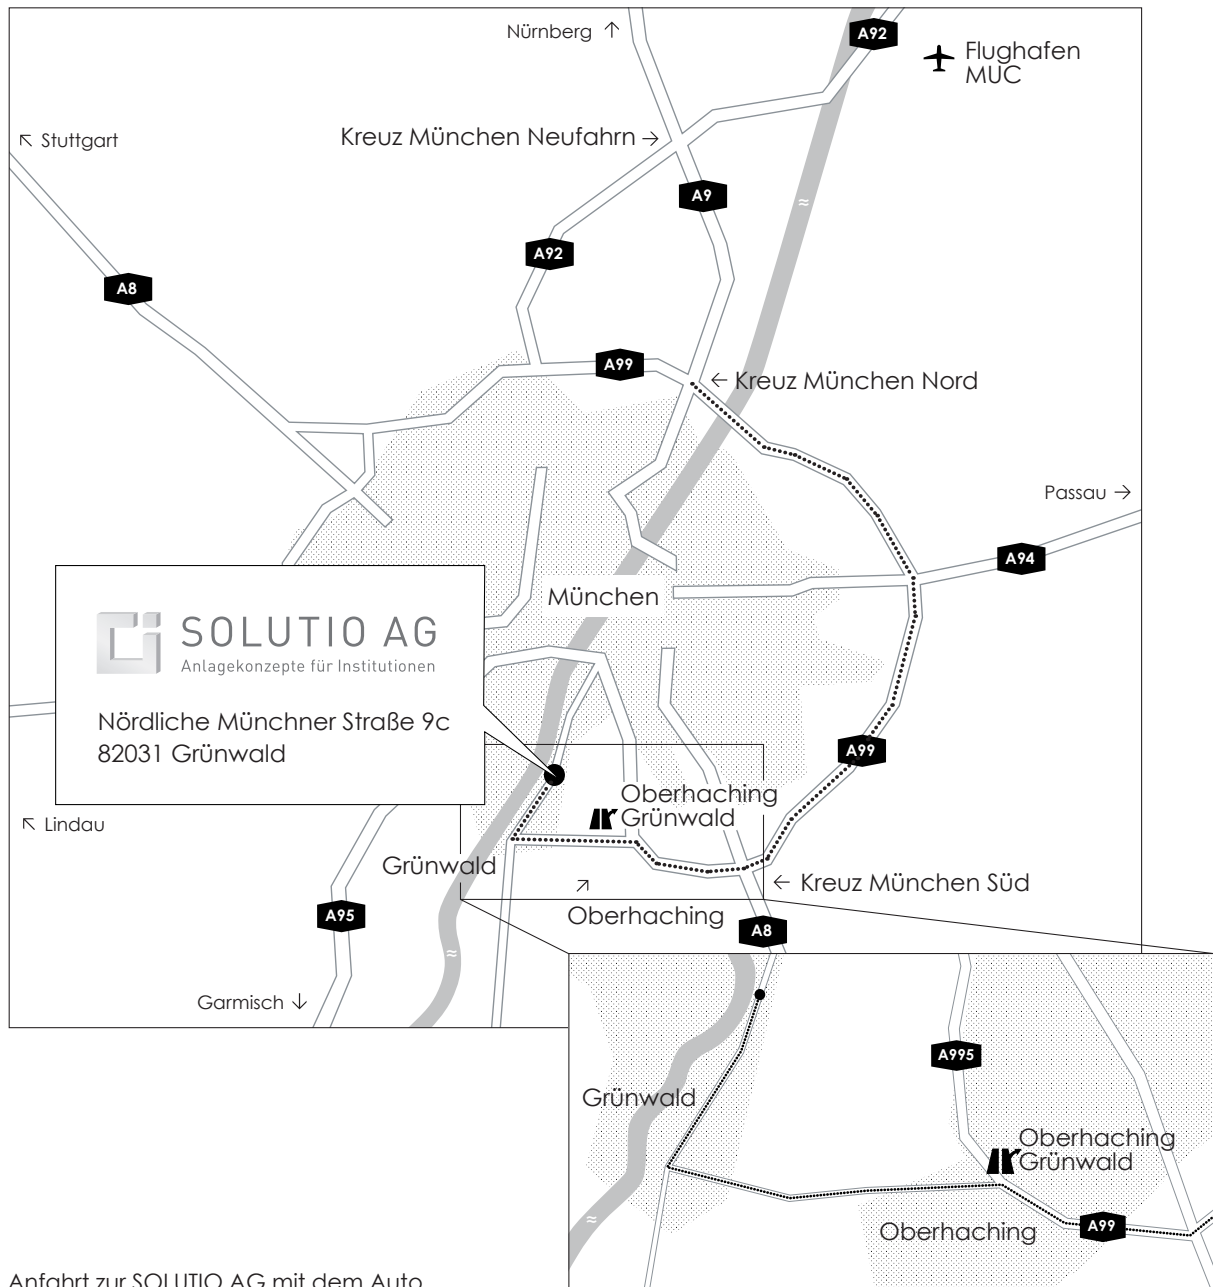 Nürnberg ↑
A92
Flughafen
MUC
↖ Stuttgart
Kreuz München Neufahrn →
A9
A92
A8
A99
← Kreuz München Nord
Passau →
A94
München
SOLUTIO AG
Anlagekonzepte für Institutionen
Nördliche Münchner Straße 9c
82031 Grünwald
A99
Oberhaching
Grünwald
↖ Lindau
Grünwald
← Kreuz München Süd
↗
Oberhaching
A95
A8
Garmisch ↓
A995
Grünwald
Oberhaching
Grünwald
Oberhaching
A99
Anfahrt zur SOLUTIO AG mit dem Auto